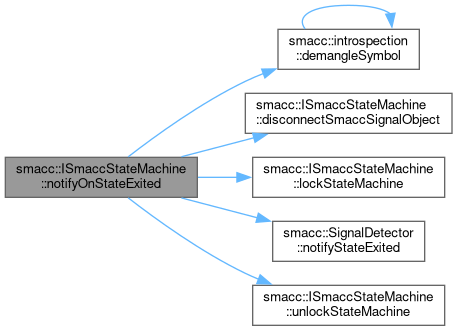 smacc::ISmaccStateMachine
::notifyOnStateExited
smacc::introspection
::demangleSymbol
smacc::ISmaccStateMachine
::disconnectSmaccSignalObject
smacc::ISmaccStateMachine
::lockStateMachine
smacc::SignalDetector
::notifyStateExited
smacc::ISmaccStateMachine
::unlockStateMachine